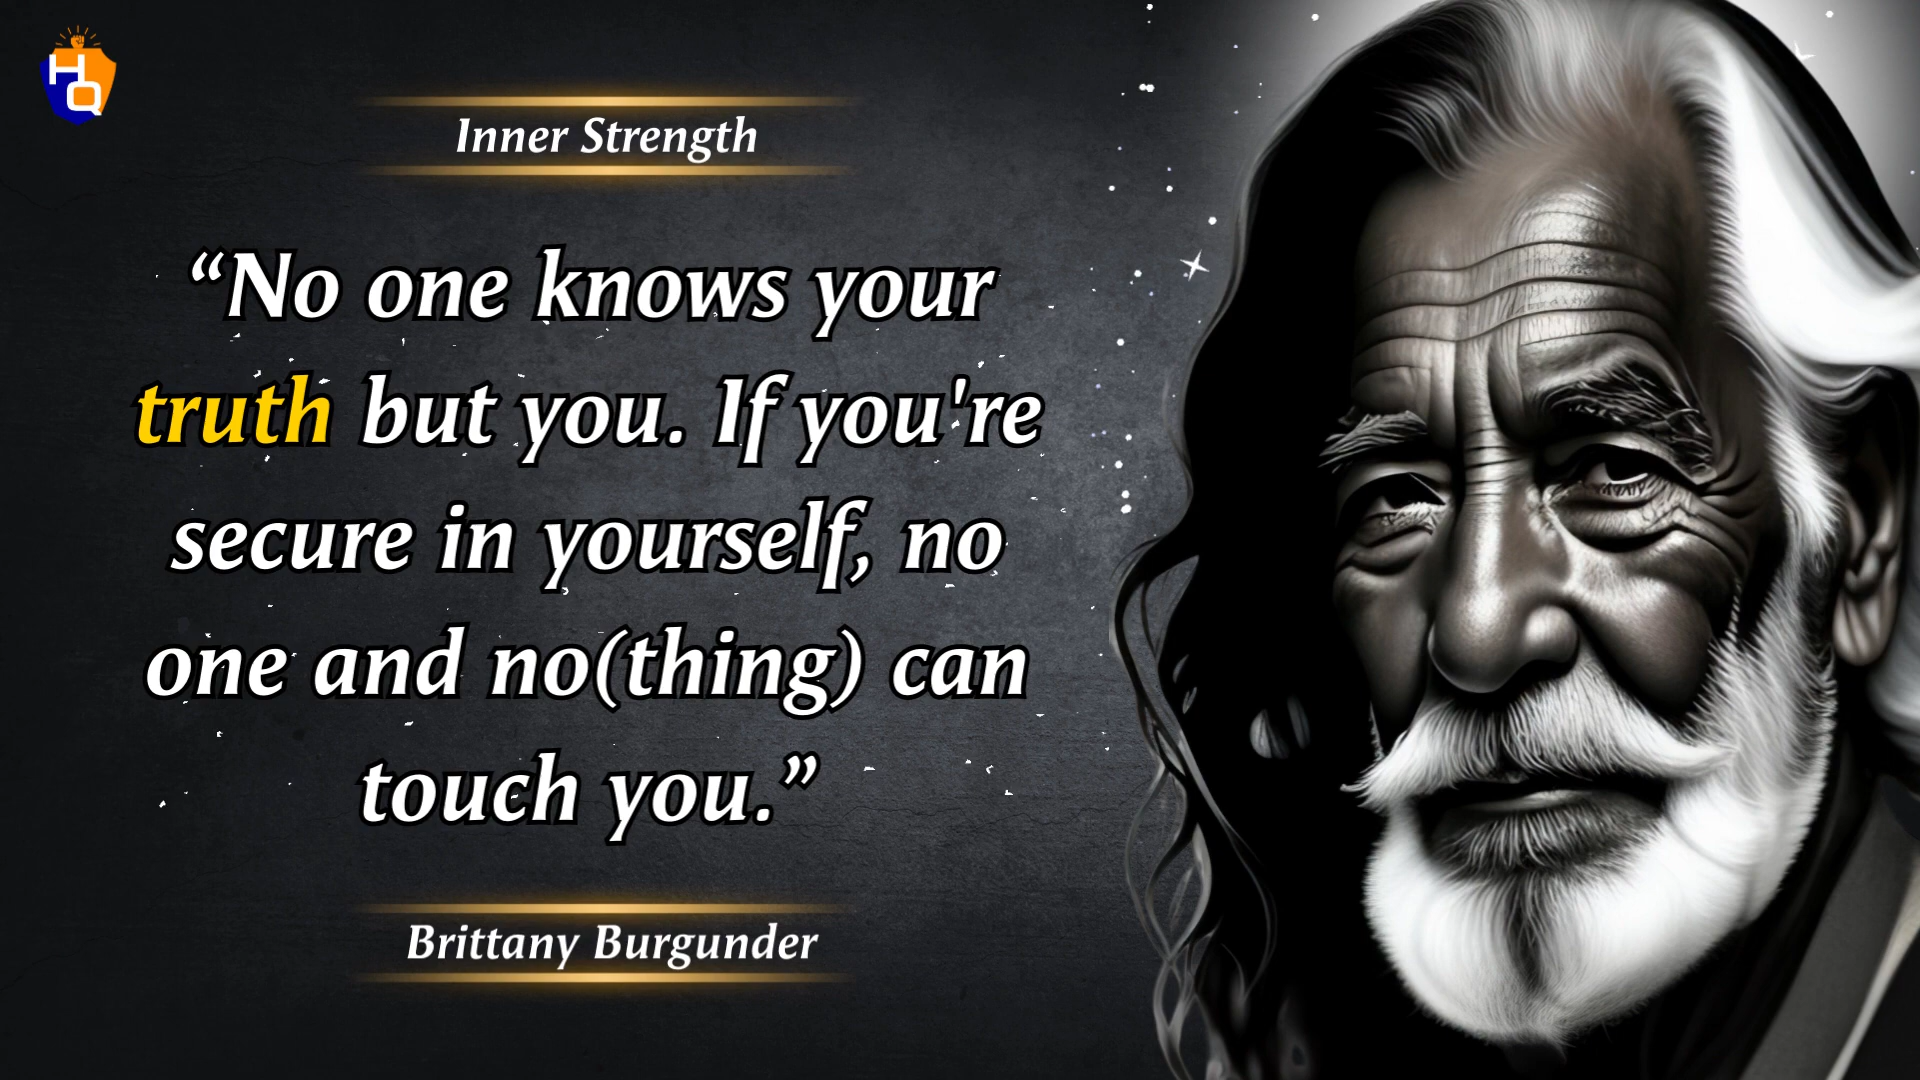 HQ
Inner Strength
“No one knows your
truth but you. If you're
secure in yourself, no
one and no(thing) can
touch you.”
Brittany Burgunder